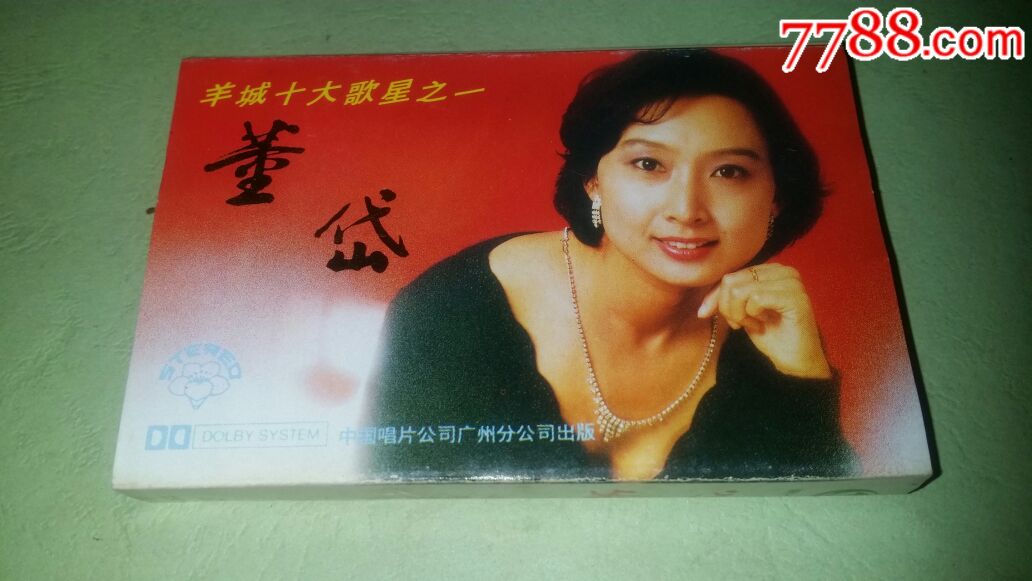 7788.com
羊城十大歌星之一
董
岱
STEREO
DOLBY SYSTEM
中国唱片公司广州分公司出版